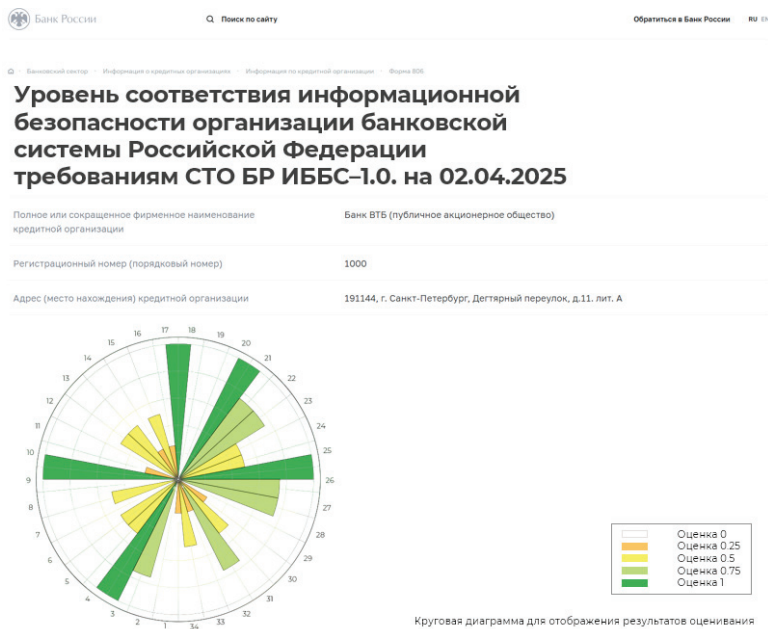 Банк России
Поиск по сайту
Обратиться в Банк России
RU
Банковский сектор
Информация о кредитных организациях
Информация по кредитной организации
Форма 806
Уровень соответствия информационной
безопасности организации банковской
системы Российской Федерации
требованиям СТО БР ИББС–1.0. на 02.04.2025
Полное или сокращенное фирменное наименование
кредитной организации
Банк ВТБ (публичное акционерное общество)
Регистрационный номер (порядковый номер)
1000
Адрес (место нахождения) кредитной организации
191144, г. Санкт-Петербург, Дегтярный переулок, д.11. лит. А
17
18
16
19
15
20
14
21
13
22
12
23
11
24
10
25
9
26
8
27
7
28
6
29
5
30
4
31
3
32
2
33
1
34
Оценка 0
Оценка 0.25
Оценка 0.5
Оценка 0.75
Оценка 1
Круговая диаграмма для отображения результатов оценивания